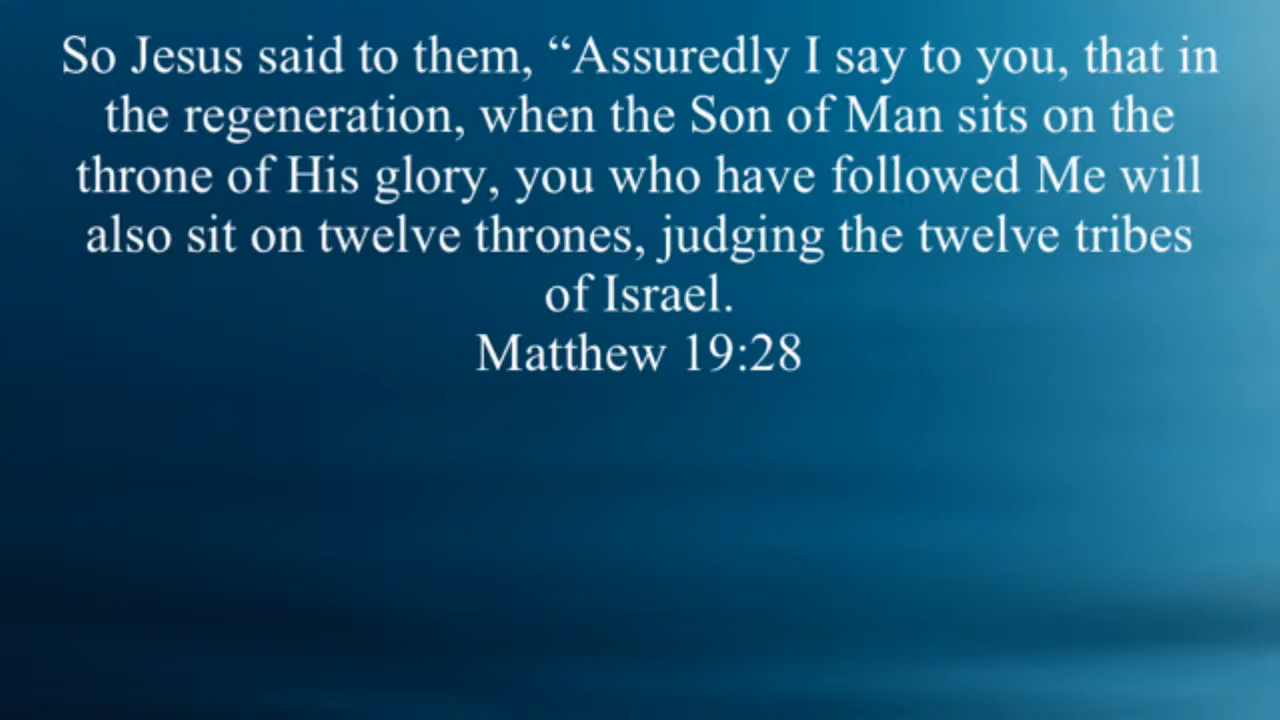 So Jesus said to them, “Assuredly I say to you, that in
the regeneration, when the Son of Man sits on the
throne of His glory, you who have followed Me will
also sit on twelve thrones, judging the twelve tribes
of Israel.
Matthew 19:28